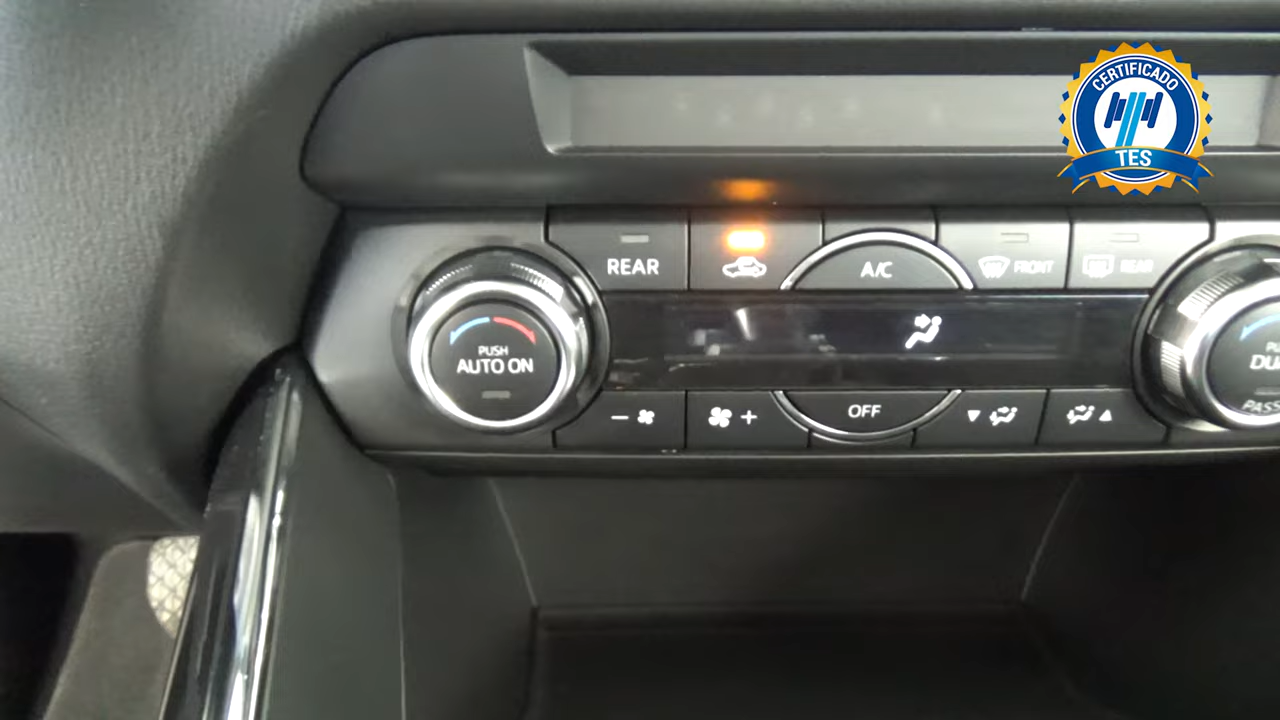 CERTIFICADO
TES
REAR
A/C
FRONT
REAR
PUSH
AUTO ON
OFF